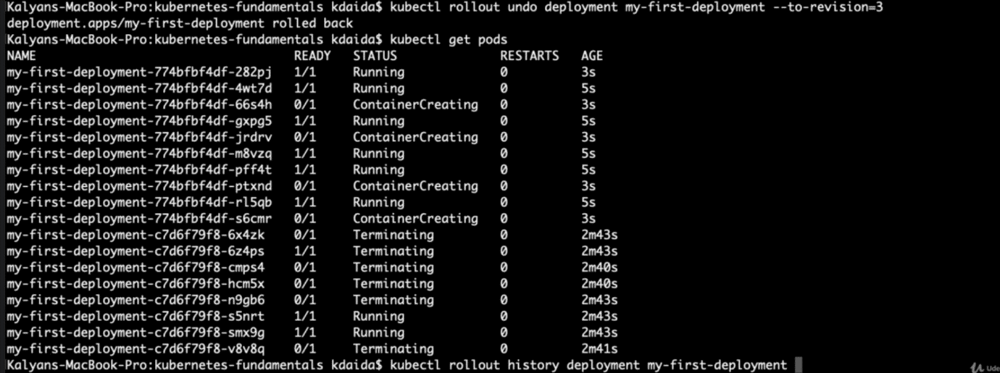 Kalyans-MacBook-Pro:kubernetes-fundamentals kdaida$ kubectl rollout undo deployment my-first-deployment --to-revision=3
deployment.apps/my-first-deployment rolled back
Kalyans-MacBook-Pro:kubernetes-fundamentals kdaida$ kubectl get pods
NAME READY STATUS RESTARTS AGE
my-first-deployment-774bfbf4df-282pj 1/1 Running 0 3s
my-first-deployment-774bfbf4df-4wt7d 1/1 Running 0 5s
my-first-deployment-774bfbf4df-66s4h 0/1 ContainerCreating 0 3s
my-first-deployment-774bfbf4df-gxpg5 1/1 Running 0 5s
my-first-deployment-774bfbf4df-jrdrv 0/1 ContainerCreating 0 3s
my-first-deployment-774bfbf4df-m8vzq 1/1 Running 0 5s
my-first-deployment-774bfbf4df-pff4t 1/1 Running 0 5s
my-first-deployment-774bfbf4df-ptxnd 0/1 ContainerCreating 0 3s
my-first-deployment-774bfbf4df-rl5qb 1/1 Running 0 5s
my-first-deployment-774bfbf4df-s6cmr 0/1 ContainerCreating 0 3s
my-first-deployment-c7d6f79f8-6x4zk 0/1 Terminating 0 2m43s
my-first-deployment-c7d6f79f8-6z4ps 1/1 Terminating 0 2m43s
my-first-deployment-c7d6f79f8-cmps4 0/1 Terminating 0 2m40s
my-first-deployment-c7d6f79f8-hcm5x 0/1 Terminating 0 2m40s
my-first-deployment-c7d6f79f8-n9gb6 0/1 Terminating 0 2m43s
my-first-deployment-c7d6f79f8-s5nrt 1/1 Running 0 2m43s
my-first-deployment-c7d6f79f8-smx9g 1/1 Running 0 2m43s
my-first-deployment-c7d6f79f8-v8v8q 0/1 Terminating 0 2m41s
Kalyans-MacBook-Pro:kubernetes-fundamentals kdaida$ kubectl rollout history deployment my-first-deployment
Ude